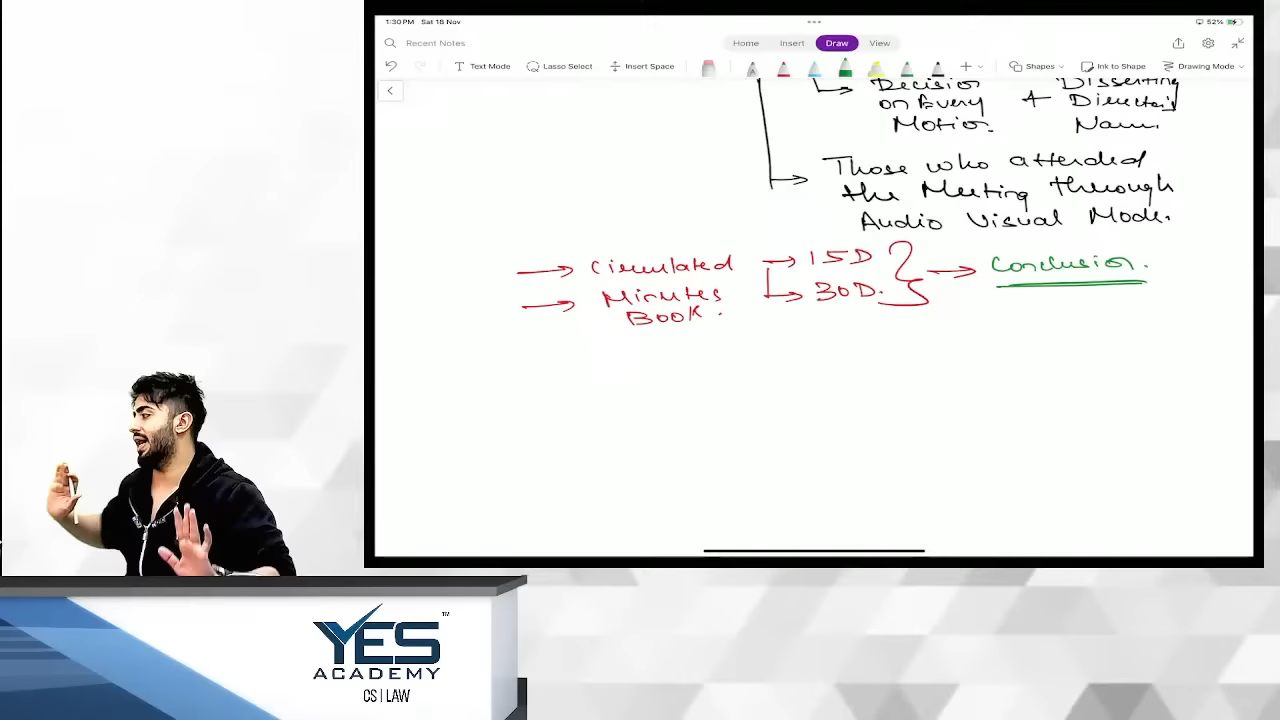 1:30 PM Sat 18 Nov
52%
Recent Notes
Home Insert Draw View
Text Mode Lasso Select Insert Space Shapes Ink to Shape Drawing Mode
Decision Dissenting
on Every + Director's
Motion. Name.
Those who attended
the Meeting through
Audio Visual Mode.
Circulated → 15D → Conclusion.
Minutes → 30D.
Book.
YES™
ACADEMY
CS | LAW